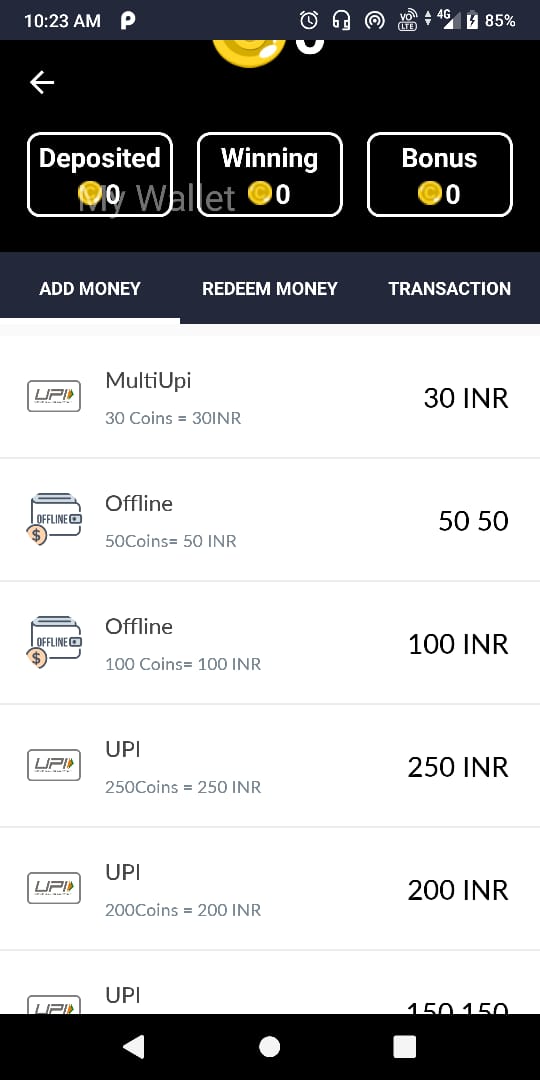 10:23 AM
VO LTE 4G 85%
0
Deposited Winning Bonus
0 0 0
My Wallet
ADD MONEY REDEEM MONEY TRANSACTION
UPI MultiUpi 30 INR
30 Coins = 30INR
Offline
OFFLINE 50 50
$ 50Coins= 50 INR
Offline
OFFLINE 100 INR
$ 100 Coins= 100 INR
UPI
UPI 250 INR
250Coins = 250 INR
UPI
UPI 200 INR
200Coins = 200 INR
UPI
UPI 150 150